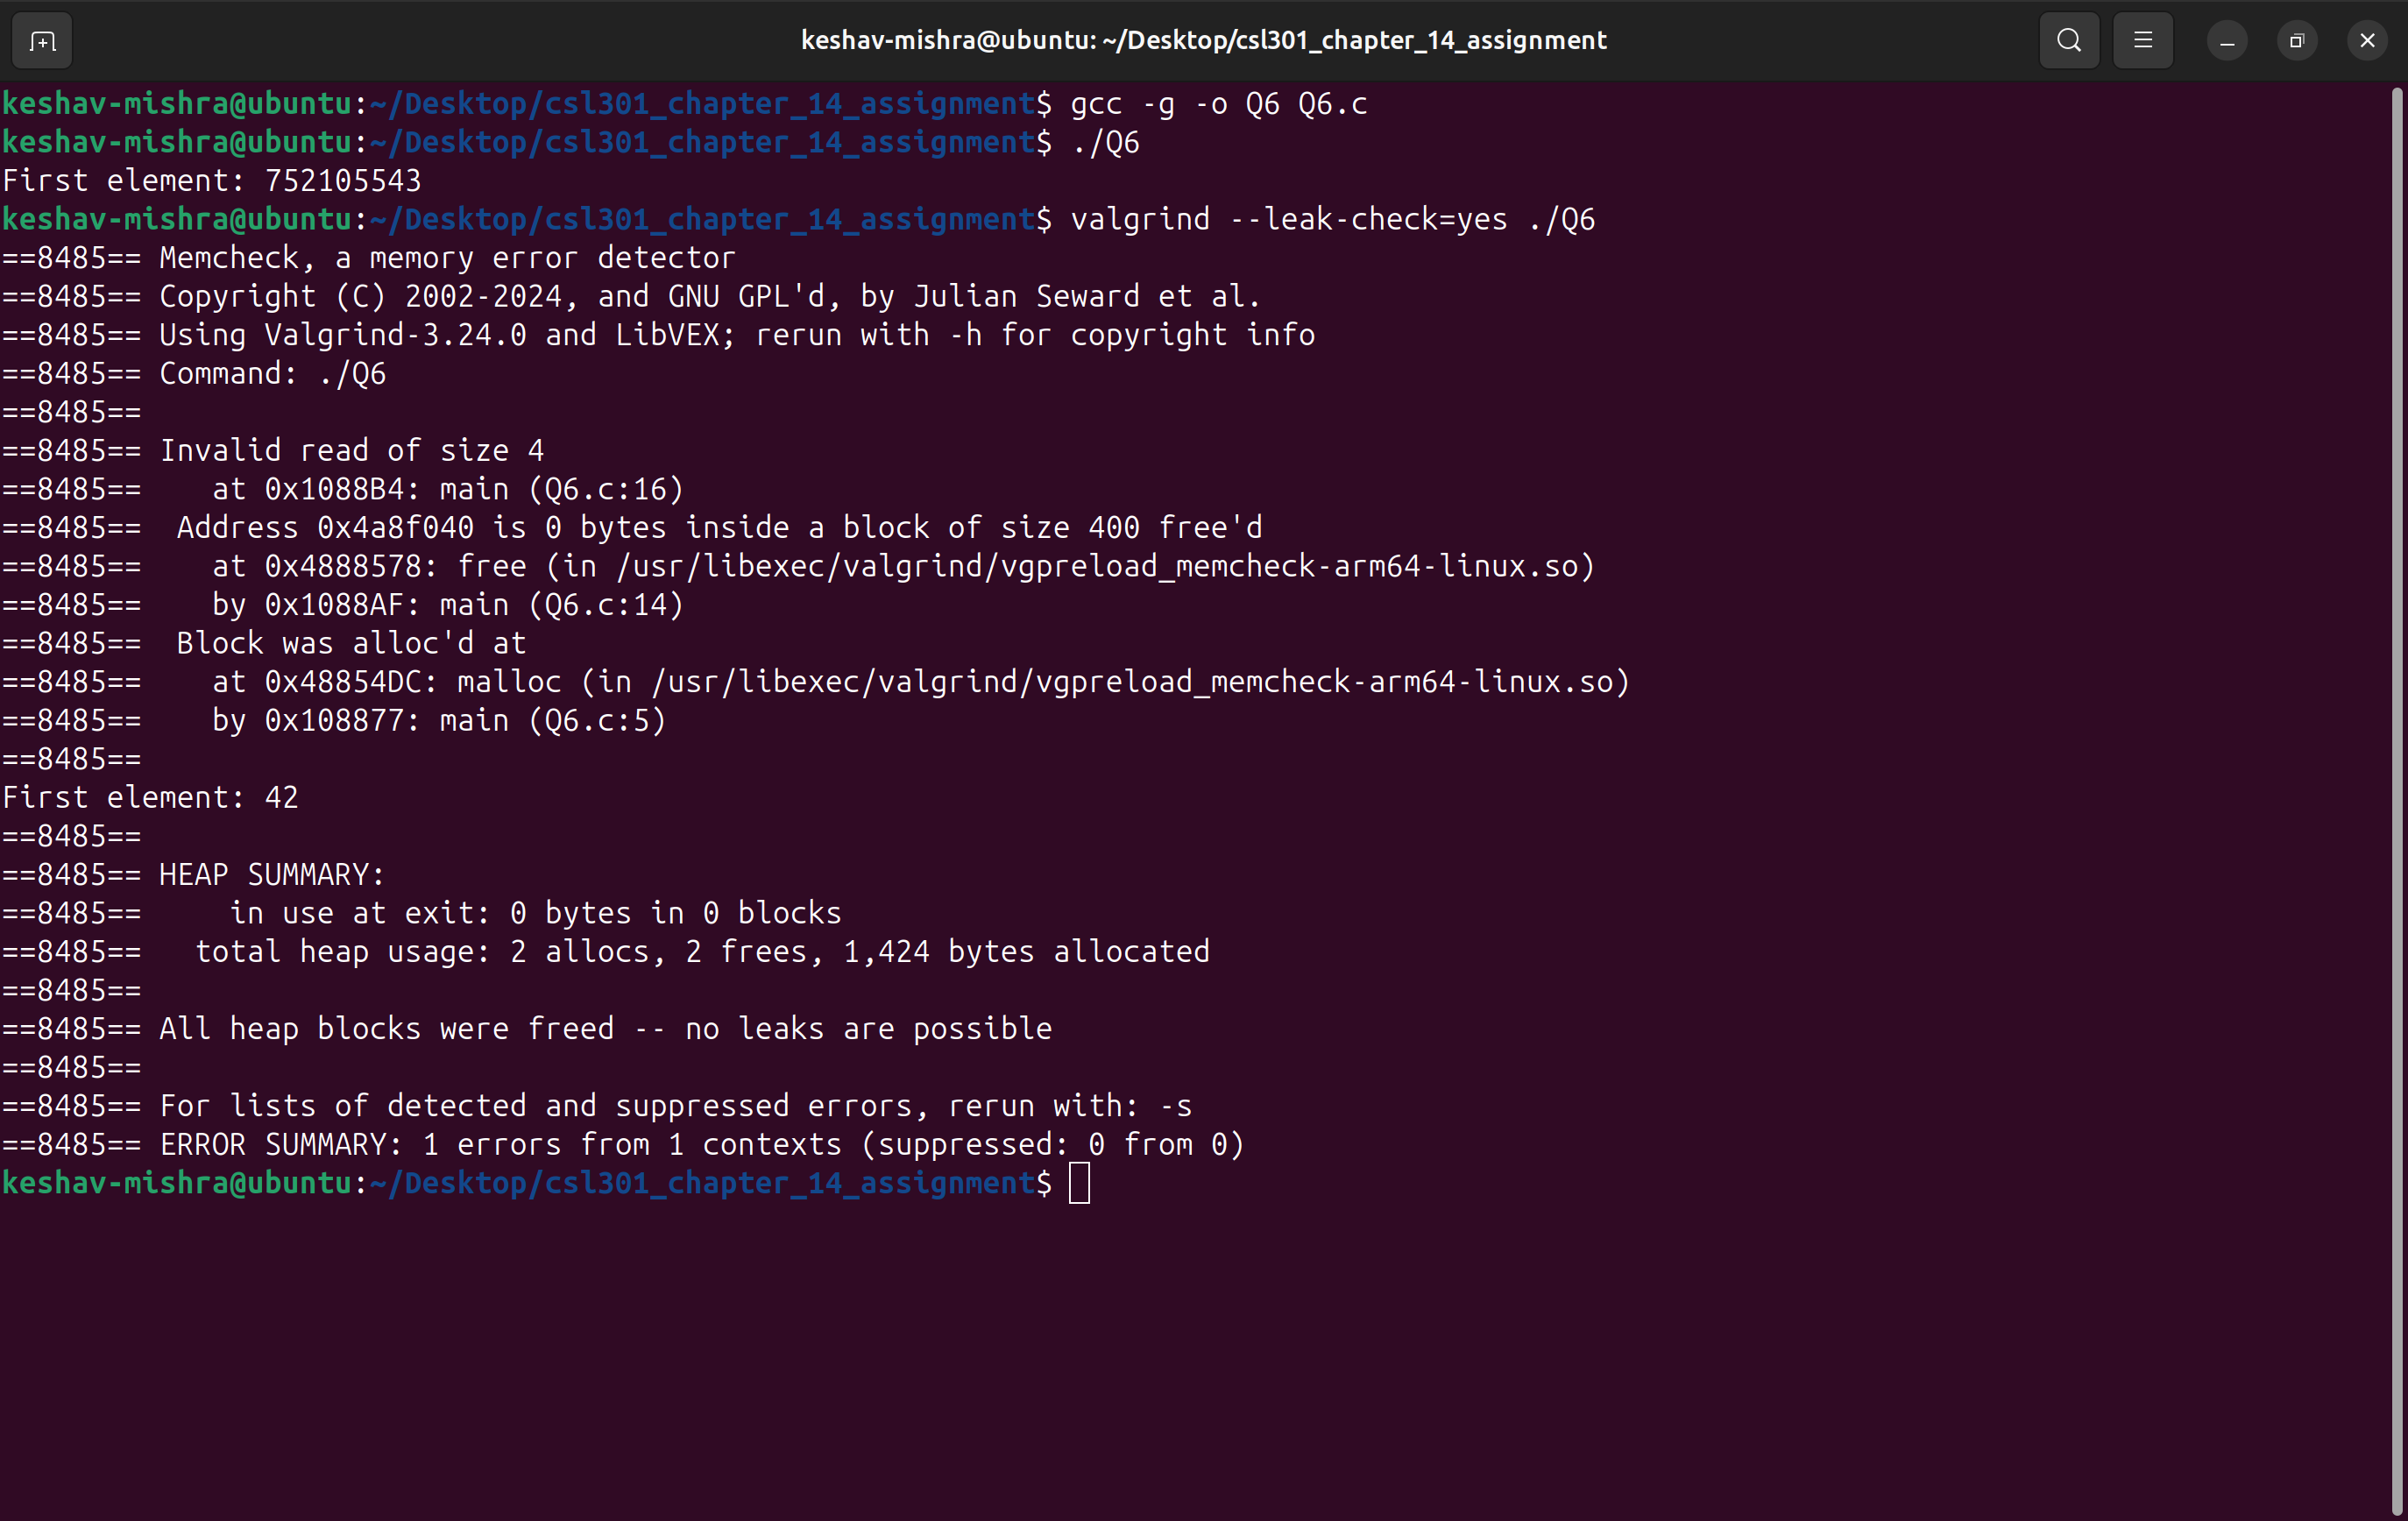 keshav-mishra@ubuntu: ~/Desktop/csl301_chapter_14_assignment
keshav-mishra@ubuntu:~/Desktop/csl301_chapter_14_assignment$ gcc -g -o Q6 Q6.c
keshav-mishra@ubuntu:~/Desktop/csl301_chapter_14_assignment$ ./Q6
First element: 752105543
keshav-mishra@ubuntu:~/Desktop/csl301_chapter_14_assignment$ valgrind --leak-check=yes ./Q6
==8485== Memcheck, a memory error detector
==8485== Copyright (C) 2002-2024, and GNU GPL'd, by Julian Seward et al.
==8485== Using Valgrind-3.24.0 and LibVEX; rerun with -h for copyright info
==8485== Command: ./Q6
==8485==
==8485== Invalid read of size 4
==8485==    at 0x1088B4: main (Q6.c:16)
==8485==  Address 0x4a8f040 is 0 bytes inside a block of size 400 free'd
==8485==    at 0x4888578: free (in /usr/libexec/valgrind/vgpreload_memcheck-arm64-linux.so)
==8485==    by 0x1088AF: main (Q6.c:14)
==8485==  Block was alloc'd at
==8485==    at 0x48854DC: malloc (in /usr/libexec/valgrind/vgpreload_memcheck-arm64-linux.so)
==8485==    by 0x108877: main (Q6.c:5)
==8485==
First element: 42
==8485==
==8485== HEAP SUMMARY:
==8485==     in use at exit: 0 bytes in 0 blocks
==8485==   total heap usage: 2 allocs, 2 frees, 1,424 bytes allocated
==8485==
==8485== All heap blocks were freed -- no leaks are possible
==8485==
==8485== For lists of detected and suppressed errors, rerun with: -s
==8485== ERROR SUMMARY: 1 errors from 1 contexts (suppressed: 0 from 0)
keshav-mishra@ubuntu:~/Desktop/csl301_chapter_14_assignment$